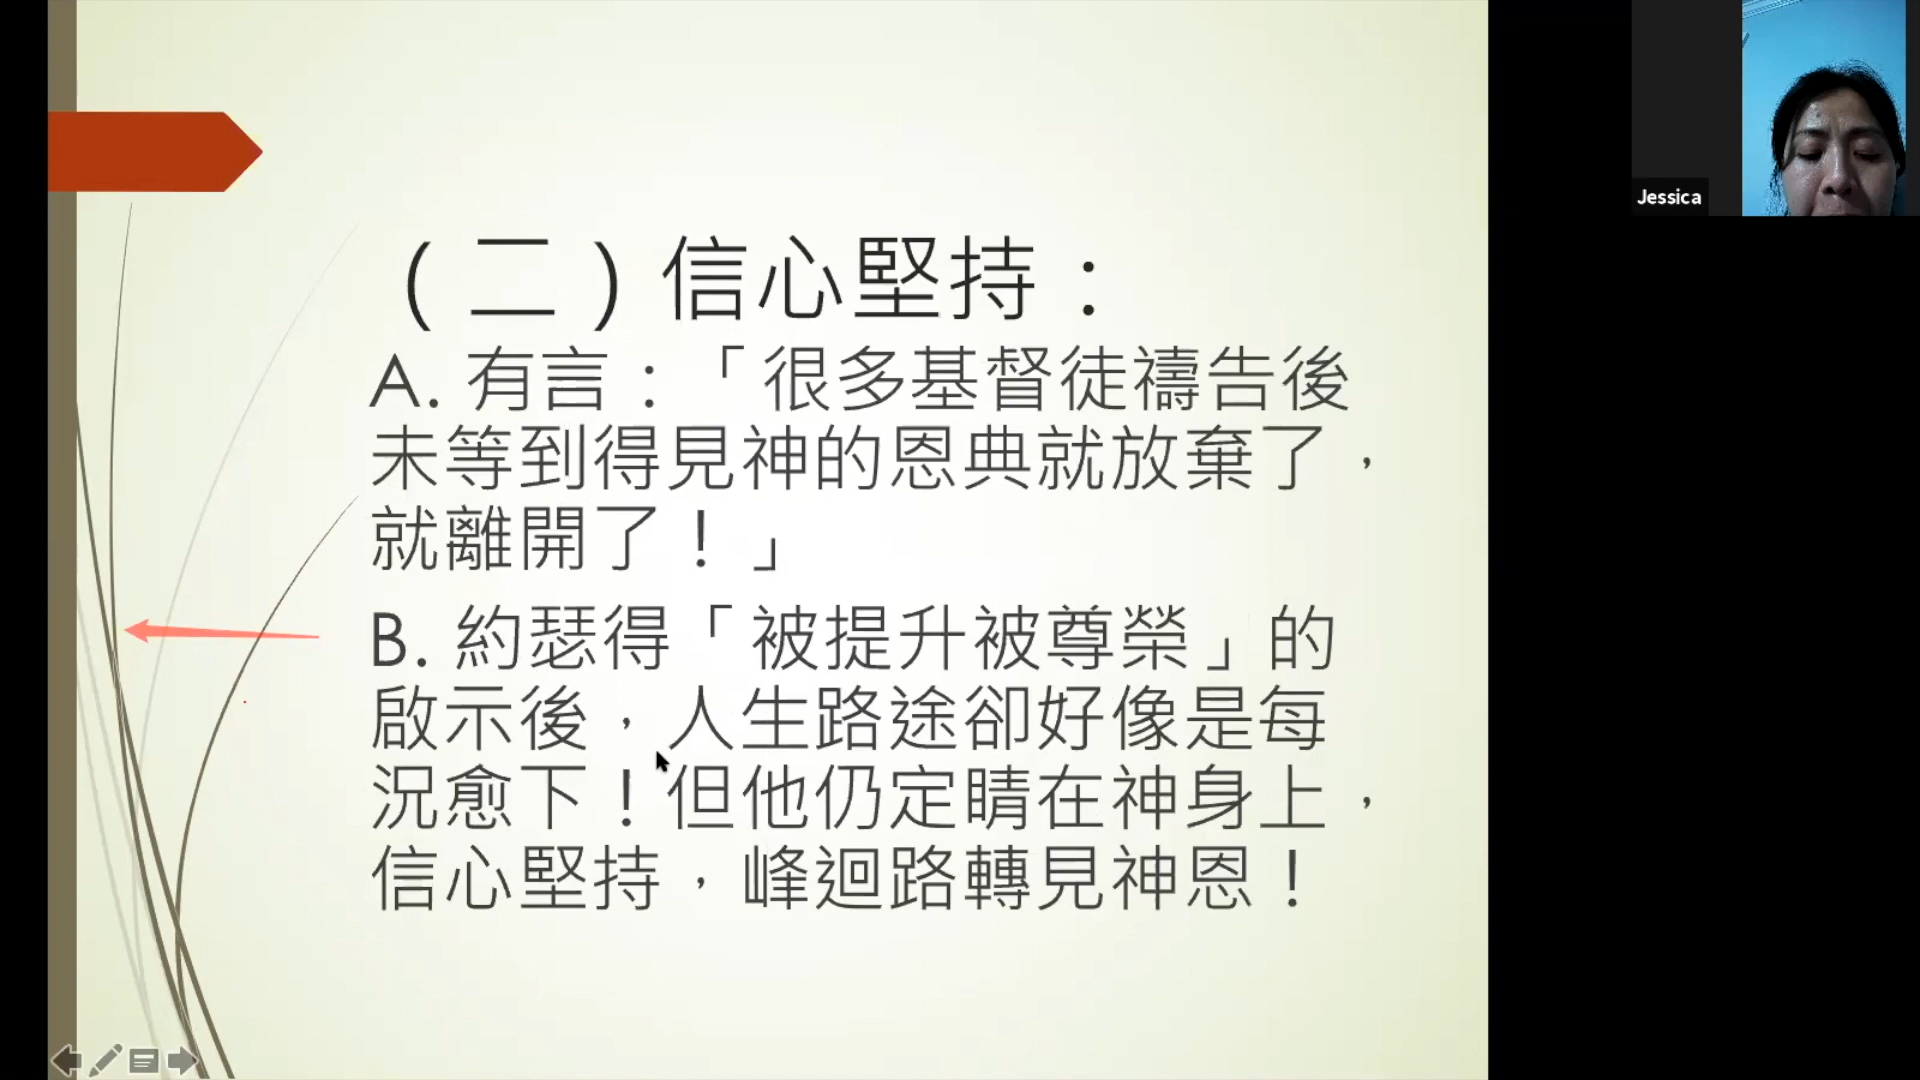 （二）信心堅持：
A. 有言：「很多基督徒禱告後
未等到得見神的恩典就放棄了，
就離開了！」
B. 約瑟得「被提升被尊榮」的
啟示後，人生路途卻好像是每
況愈下！但他仍定睛在神身上，
信心堅持，峰迴路轉見神恩！
Jessica